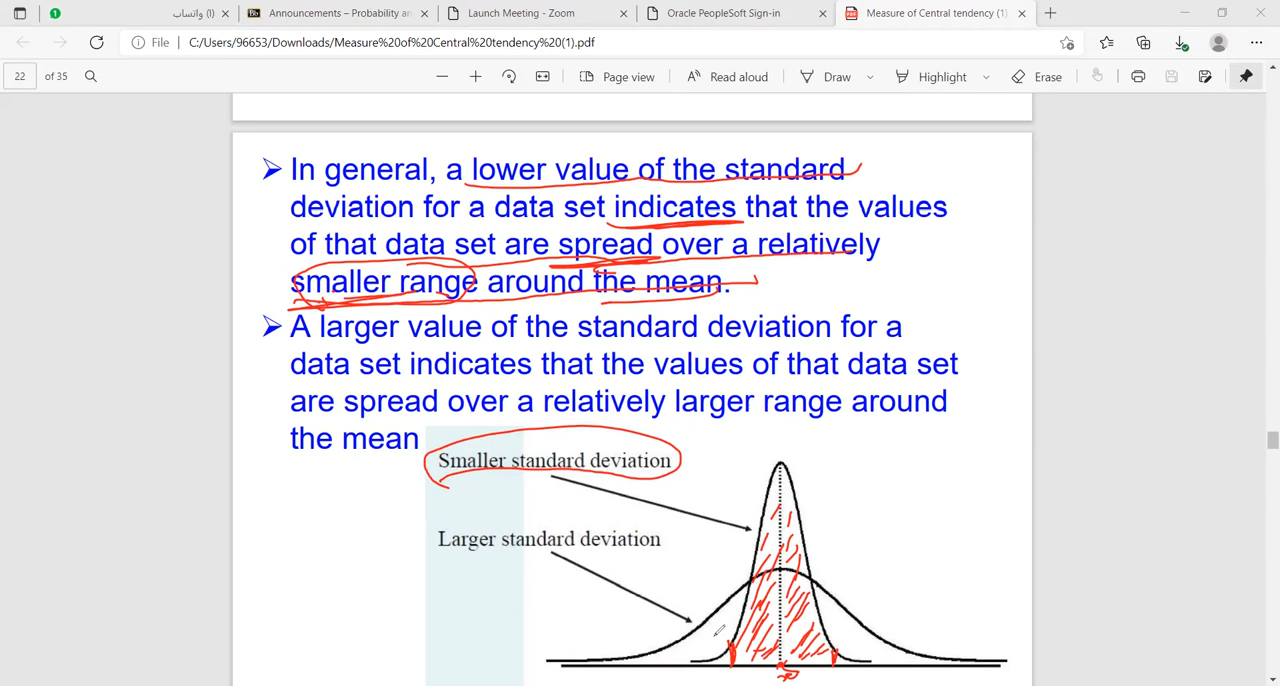 واتساب (1)
Announcements – Probability an
Launch Meeting - Zoom
Oracle PeopleSoft Sign-in
Measure of Central tendency (1)
File
C:/Users/96653/Downloads/Measure%20of%20Central%20tendency%20(1).pdf
22 of 35
Page view
Read aloud
Draw
Highlight
Erase
➢ In general, a lower value of the standard
deviation for a data set indicates that the values
of that data set are spread over a relatively
smaller range around the mean.
➢ A larger value of the standard deviation for a
data set indicates that the values of that data set
are spread over a relatively larger range around
the mean
Smaller standard deviation
Larger standard deviation